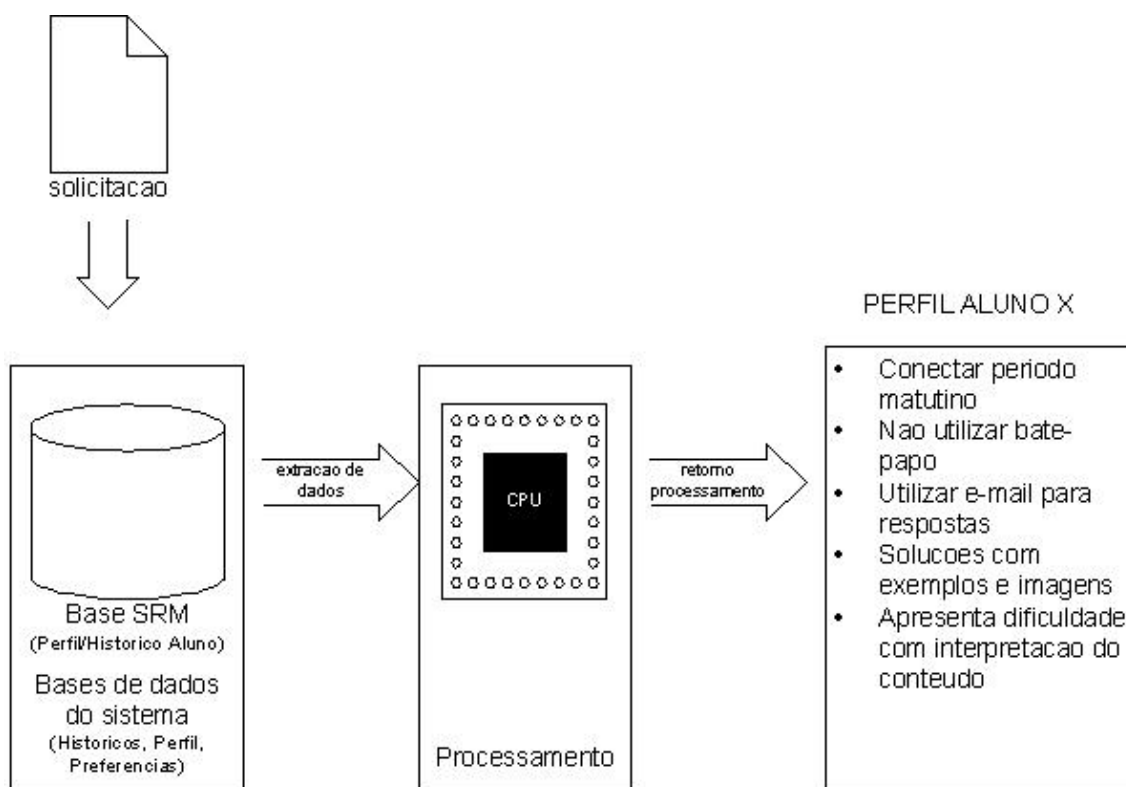 solicitacao
PERFIL ALUNO X
Base SRM
(Perfil/Historico Aluno)
Bases de dados
do sistema
(Historicos, Perfil,
Preferencias)
extracao de
dados
CPU
Processamento
retorno
processamento
• Conectar periodo
matutino
• Nao utilizar bate-
papo
• Utilizar e-mail para
respostas
• Solucoes com
exemplos e imagens
• Apresenta dificuldade
com interpretacao do
conteudo